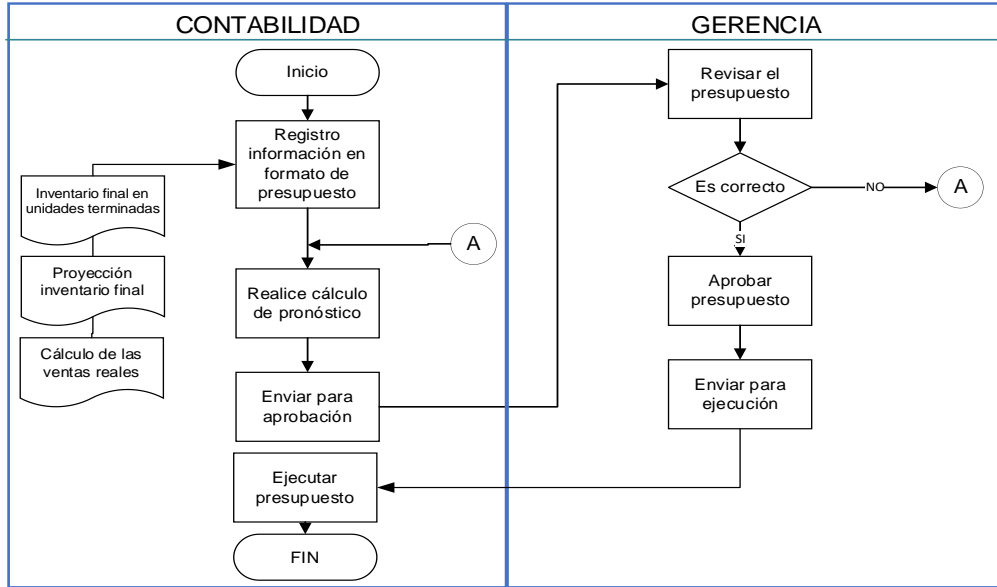 CONTABILIDAD
Inicio
Registro
información en
formato de
presupuesto
Inventario final en
unidades terminadas
Proyección
inventario final
Cálculo de las
ventas reales
A
Realice cálculo
de pronóstico
Enviar para
aprobación
Ejecutar
presupuesto
FIN
GERENCIA
Revisar el
presupuesto
Es correcto
NO
A
SI
Aprobar
presupuesto
Enviar para
ejecución